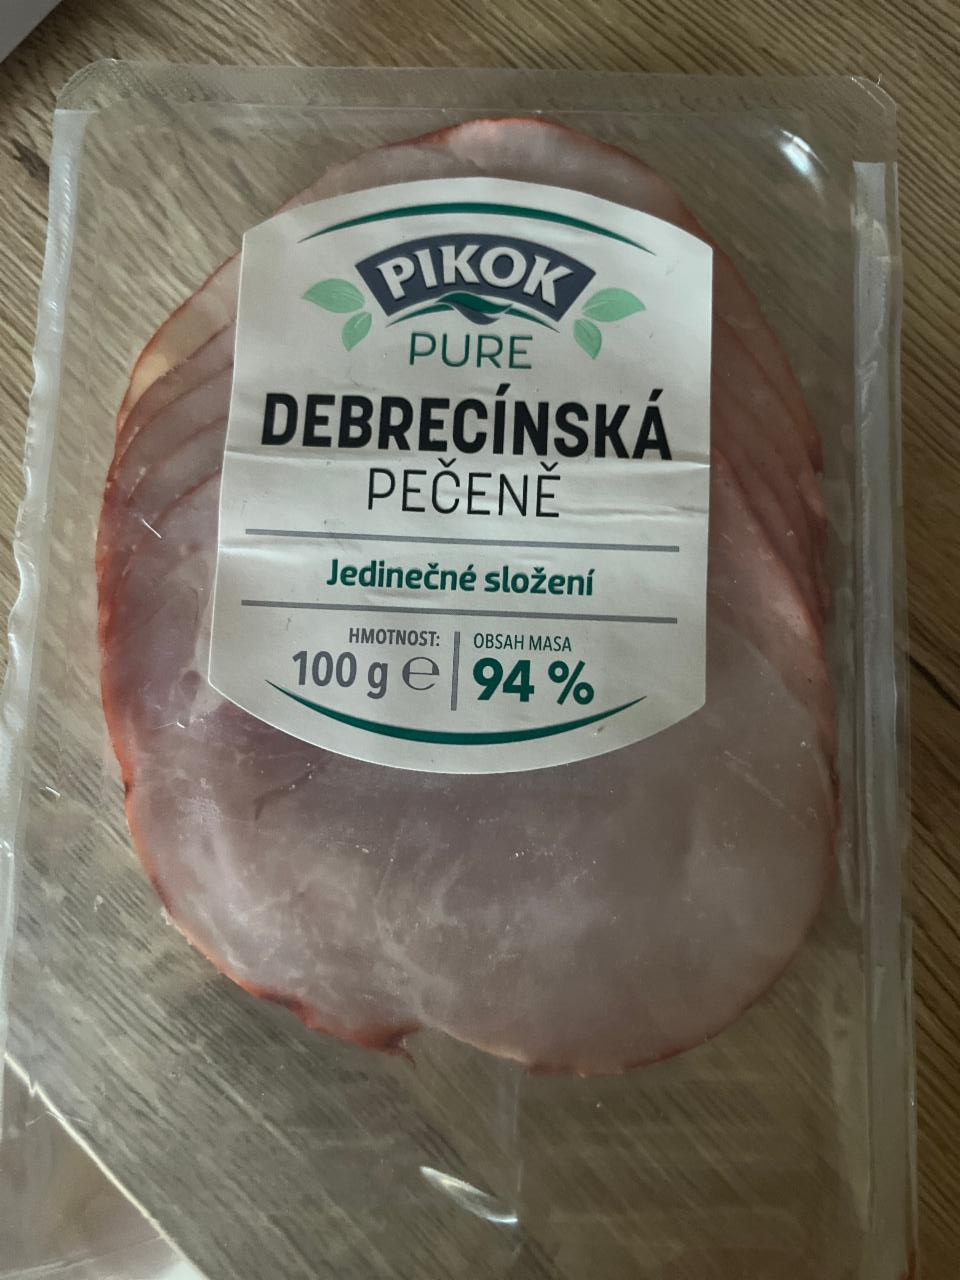 PIKOK
PURE
DEBRECÍNSKÁ
PEČENĚ
Jedinečné složení
HMOTNOST:
100 g ℮
OBSAH MASA
94 %